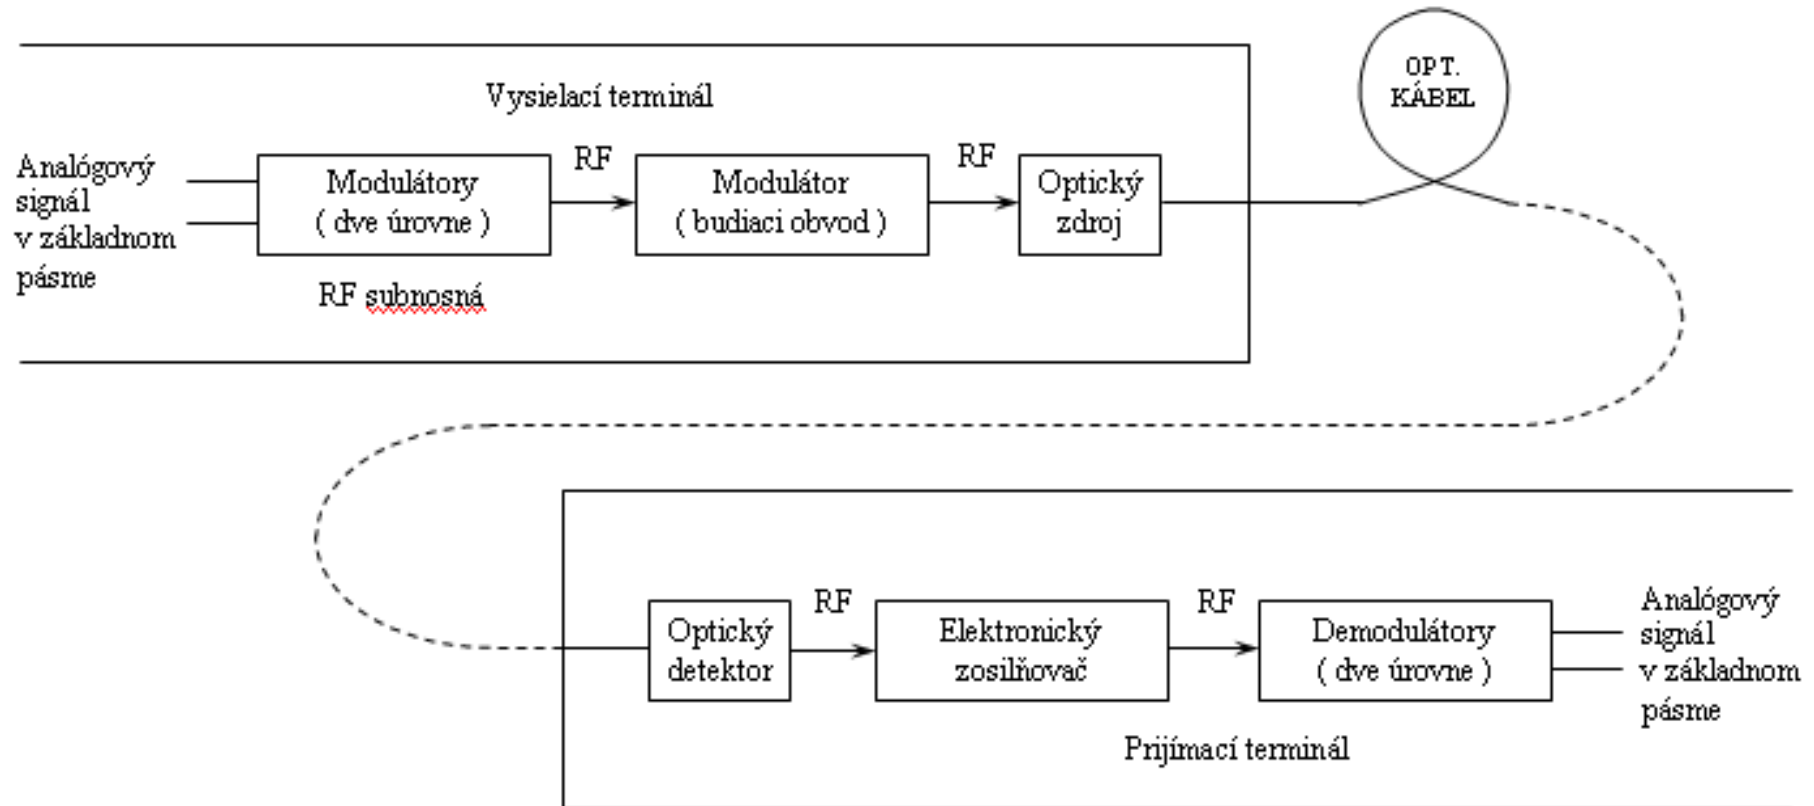 Vysielací terminál
OPT.
KÁBEL
Analógový
signál
v základnom
pásme
Modulátory
( dve úrovne )
RF subnosná
RF
Modulátor
( budiaci obvod )
RF
Optický
zdroj
Optický
detektor
RF
Elektronický
zosilňovač
RF
Demodulátory
( dve úrovne )
Analógový
signál
v základnom
pásme
Prijímací terminál